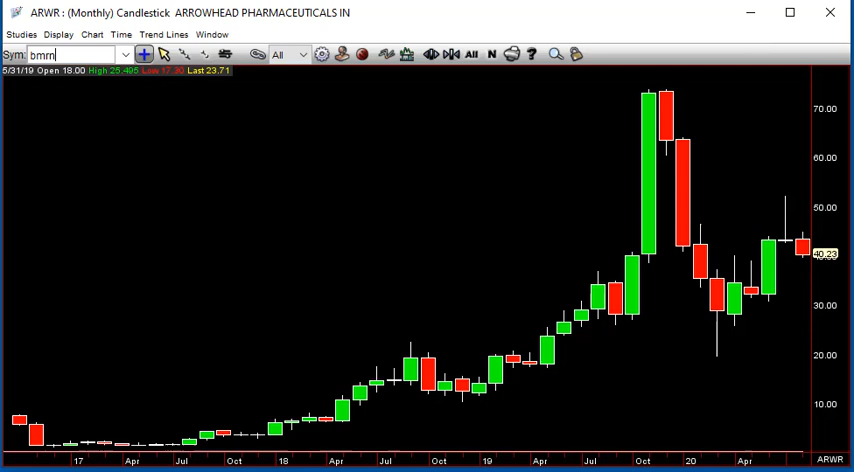 ARWR : (Monthly) Candlestick  ARROWHEAD PHARMACEUTICALS IN
Studies  Display  Chart  Time  Trend Lines  Window
Sym: bmrn  All  All  N  ?
5/31/19 Open 18.00 High 25.495 Low 17.30 Last 23.71
70.00
60.00
50.00
40.23
30.00
20.00
10.00
17  Apr  Jul  Oct  18  Apr  Jul  Oct  19  Apr  Jul  Oct  20  Apr  ARWR